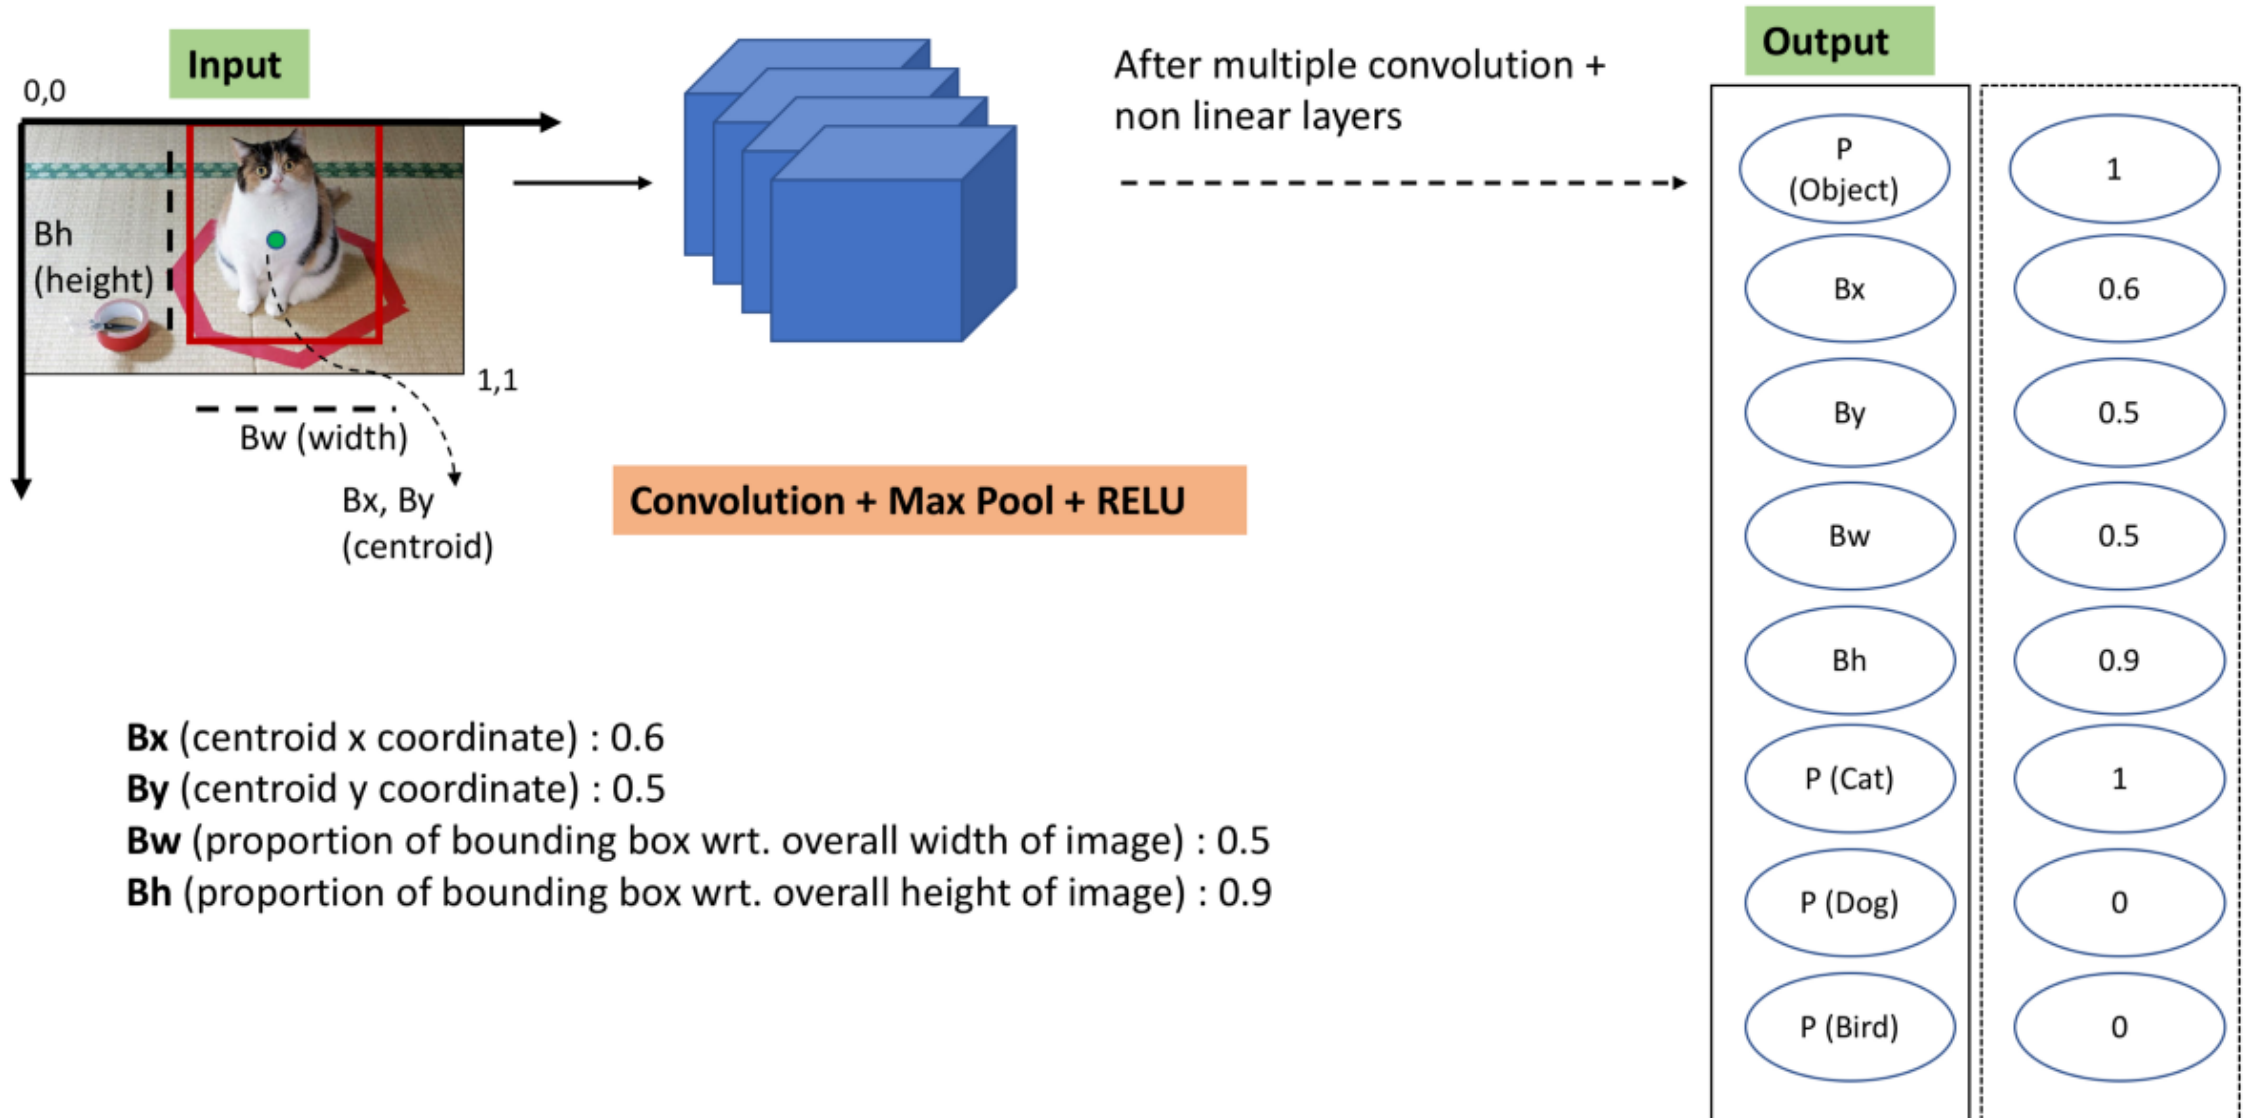 Input
0,0
Bh
(height)
1,1
Bw (width)
Bx, By
(centroid)
After multiple convolution +
non linear layers
Convolution + Max Pool + RELU
Bx (centroid x coordinate) : 0.6
By (centroid y coordinate) : 0.5
Bw (proportion of bounding box wrt. overall width of image) : 0.5
Bh (proportion of bounding box wrt. overall height of image) : 0.9
Output
P
(Object)
1
Bx
0.6
By
0.5
Bw
0.5
Bh
0.9
P (Cat)
1
P (Dog)
0
P (Bird)
0